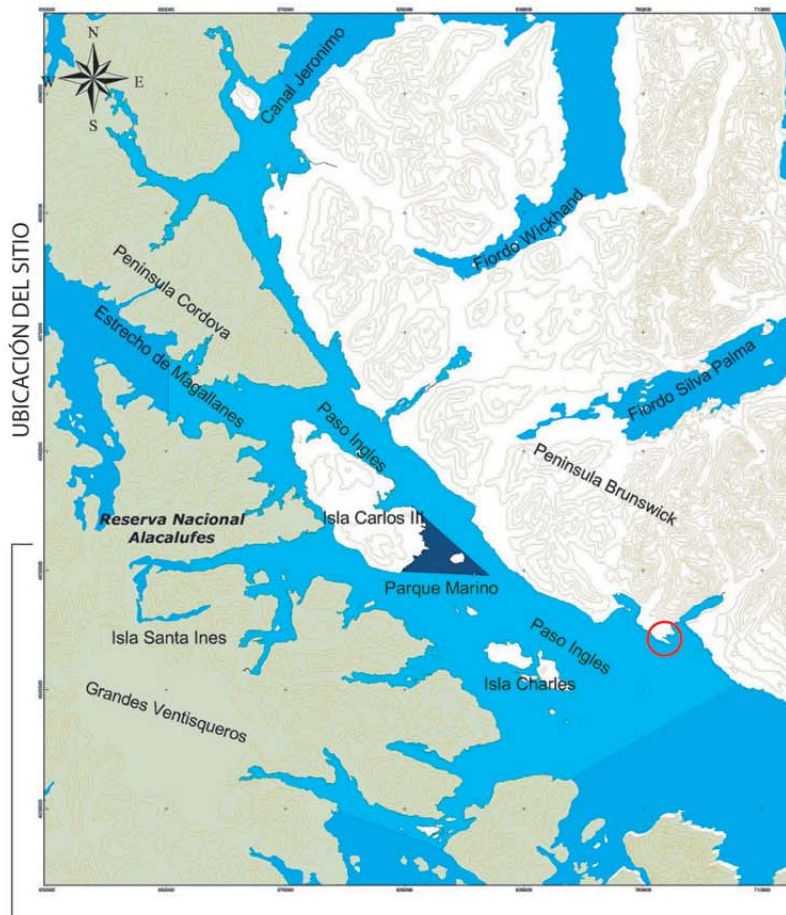 UBICACIÓN DEL SITIO
N
W
E
S
Canal Jeronimo
Fiordo Wickhand
Peninsula Cordova
Estrecho de Magallanes
Fiordo Silva Palma
Paso Ingles
Peninsula Brunswick
Isla Carlos III
Reserva Nacional
Alacalufes
Parque Marino
Isla Santa Ines
Paso Ingles
Isla Charles
Grandes Ventisqueros